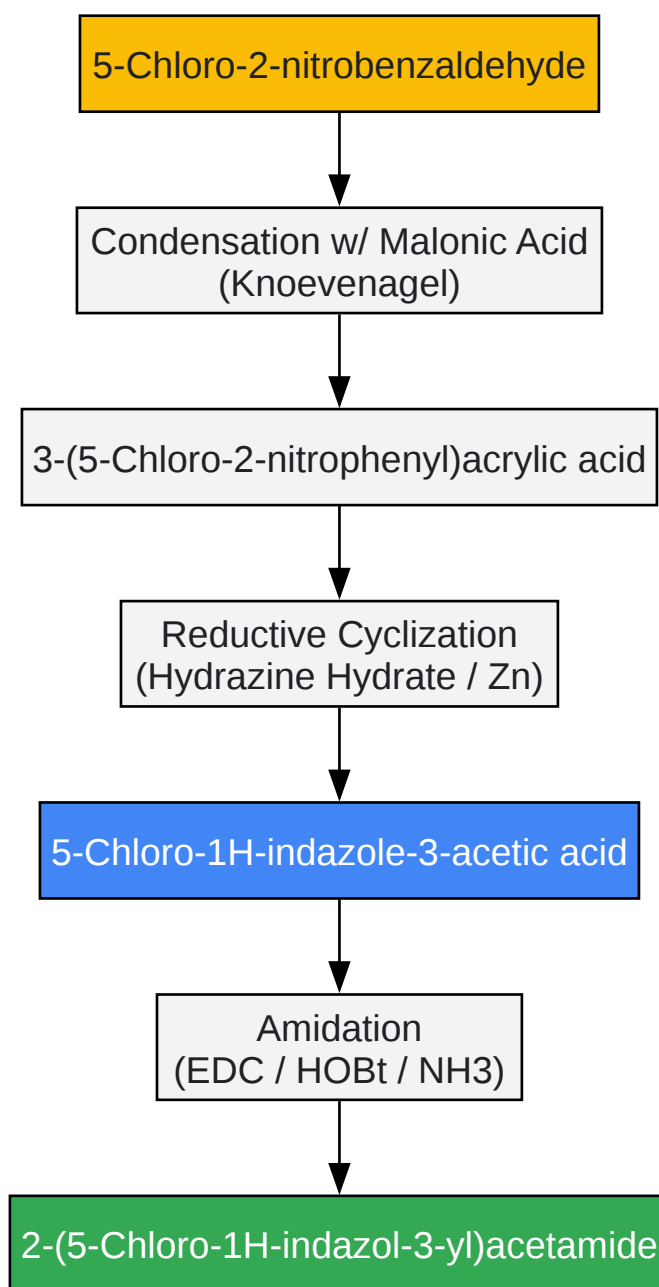 5-Chloro-2-nitrobenzaldehyde
Condensation w/ Malonic Acid
(Knoevenagel)
3-(5-Chloro-2-nitrophenyl)acrylic acid
Reductive Cyclization
(Hydrazine Hydrate / Zn)
5-Chloro-1H-indazole-3-acetic acid
Amidation
(EDC / HOBt / NH3)
2-(5-Chloro-1H-indazol-3-yl)acetamide